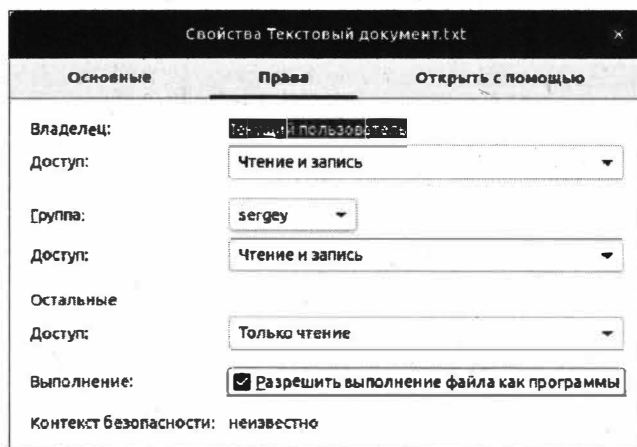 Свойства Текстовый документ.txt ×
Основные Права Открыть с помощью
Владелец: Текущий пользователь
Доступ: Чтение и запись
Группа: sergey
Доступ: Чтение и запись
Остальные
Доступ: Только чтение
Выполнение: Разрешить выполнение файла как программы
Контекст безопасности: неизвестно